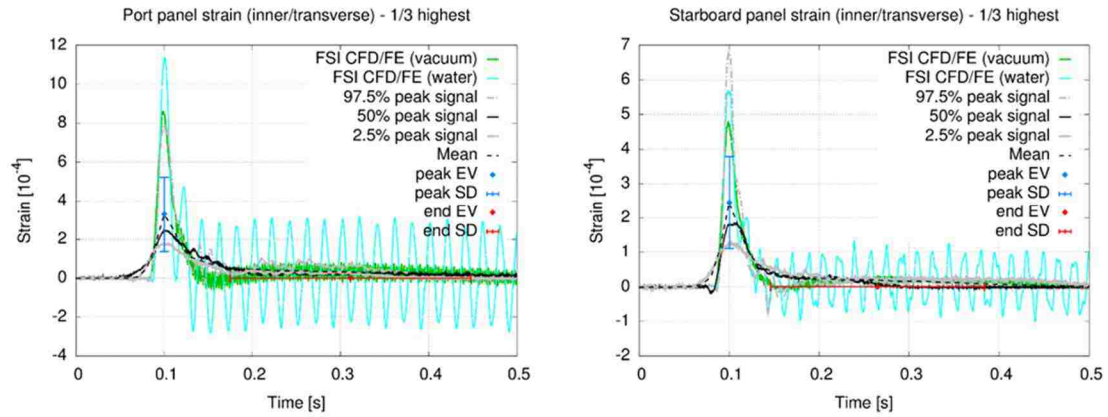 Port panel strain (inner/transverse) - 1/3 highest
12
10
8
6
4
2
0
-2
-4
Strain [10-4]
FSI CFD/FE (vacuum)
FSI CFD/FE (water)
97.5% peak signal
50% peak signal
2.5% peak signal
Mean
peak EV
peak SD
end EV
end SD
0 0.1 0.2 0.3 0.4 0.5
Time [s]
Starboard panel strain (inner/transverse) - 1/3 highest
7
6
5
4
3
2
1
0
-1
-2
Strain [10-4]
FSI CFD/FE (vacuum)
FSI CFD/FE (water)
97.5% peak signal
50% peak signal
2.5% peak signal
Mean
peak EV
peak SD
end EV
end SD
0 0.1 0.2 0.3 0.4 0.5
Time [s]